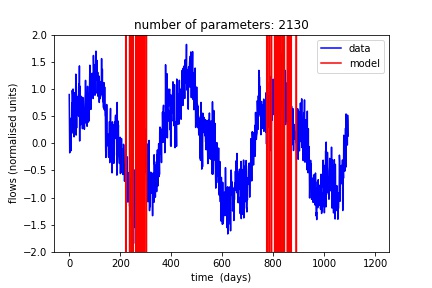 number of parameters: 2130
data
model
2.0
1.5
1.0
0.5
0.0
−0.5
−1.0
−1.5
−2.0
flows (normalised units)
0 200 400 600 800 1000 1200
time (days)